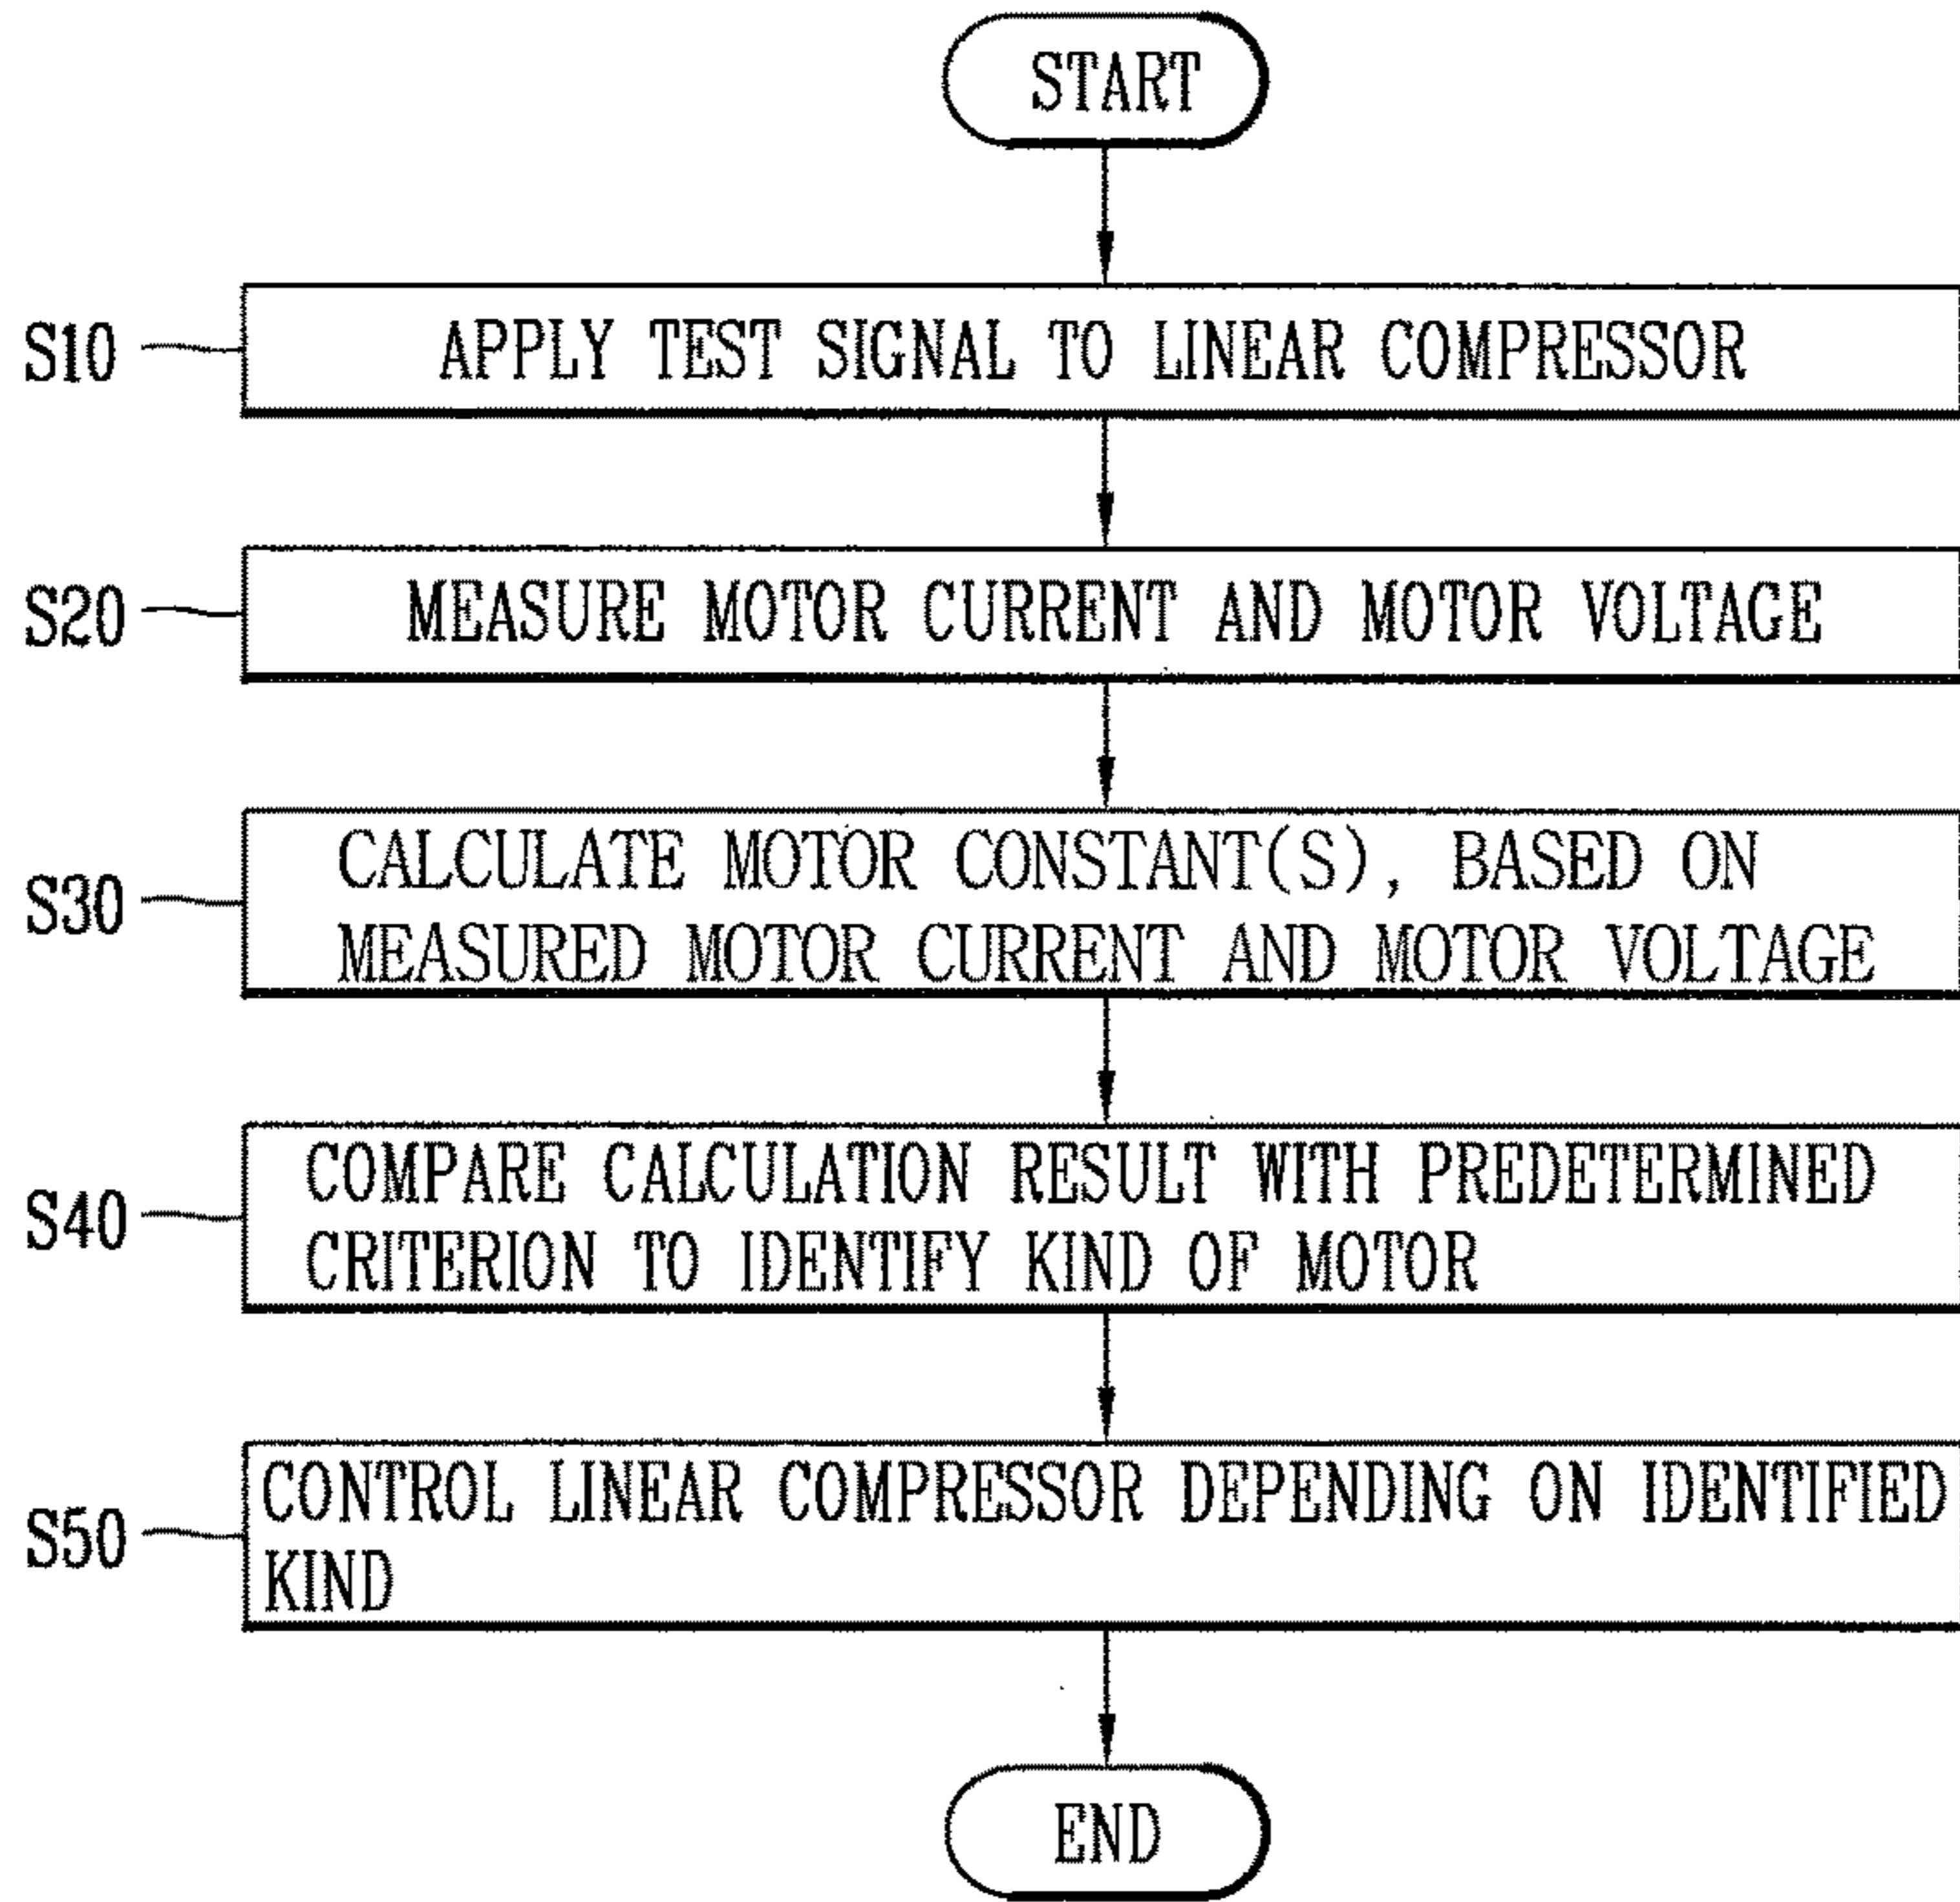 START
S10
APPLY TEST SIGNAL TO LINEAR COMPRESSOR
S20
MEASURE MOTOR CURRENT AND MOTOR VOLTAGE
S30
CALCULATE MOTOR CONSTANT(S), BASED ON
MEASURED MOTOR CURRENT AND MOTOR VOLTAGE
S40
COMPARE CALCULATION RESULT WITH PREDETERMINED
CRITERION TO IDENTIFY KIND OF MOTOR
S50
CONTROL LINEAR COMPRESSOR DEPENDING ON IDENTIFIED
KIND
END